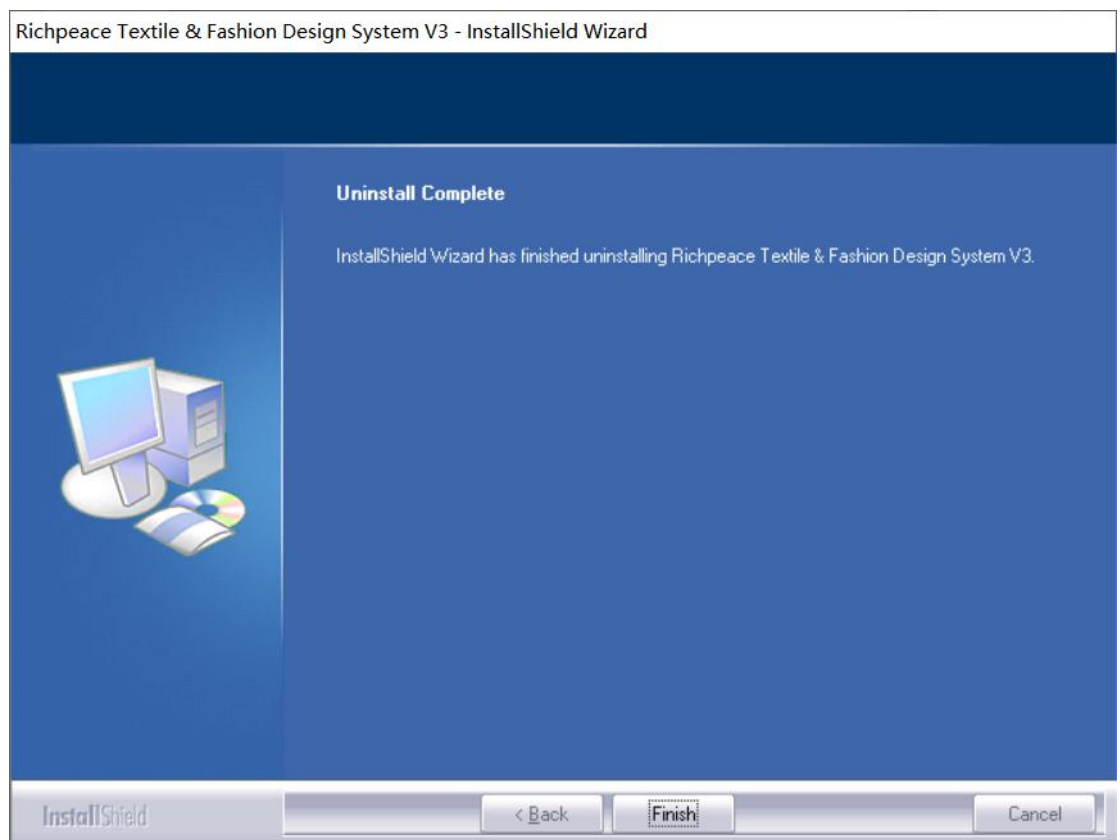 Richpeace Textile & Fashion Design System V3 - InstallShield Wizard
Uninstall Complete
InstallShield Wizard has finished uninstalling Richpeace Textile & Fashion Design System V3.
InstallShield
< Back
Finish
Cancel